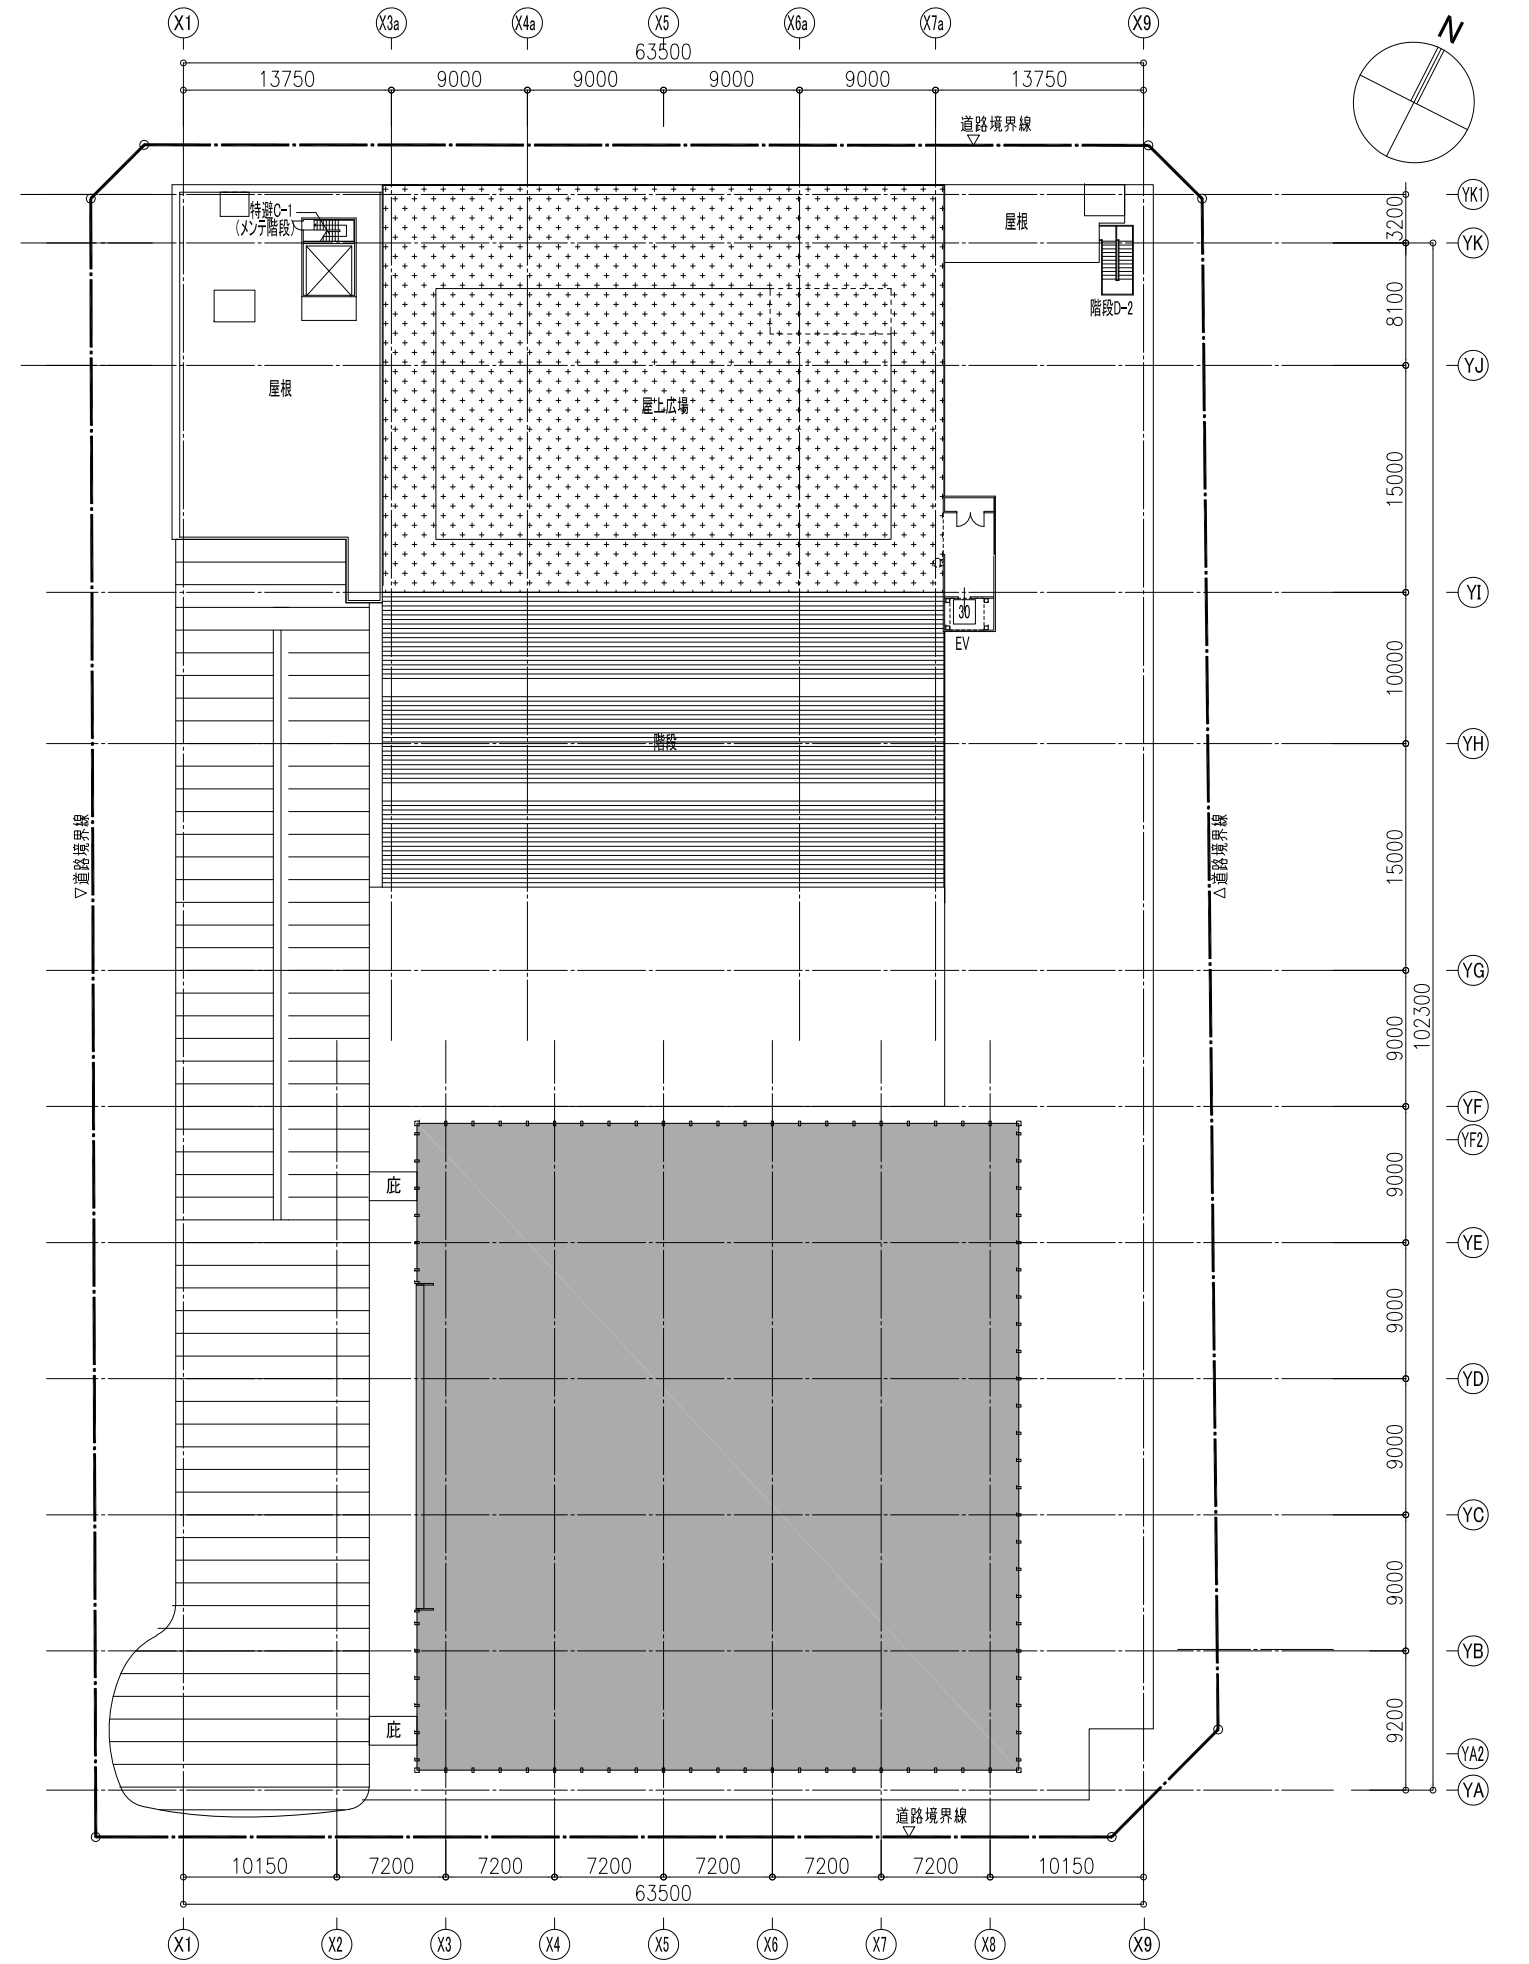 X1
X3a
X4a
X5
X6a
X7a
X9
N
63500
13750
9000
9000
9000
9000
13750
道路境界線
YK1
3200
特避C-1
(メンテ階段)
屋根
YK
8100
階段D-2
YJ
屋根
屋上広場
15000
YI
30
EV
10000
階段
YH
道路境界線
道路境界線
15000
YG
102300
9000
YF
YF2
9000
庇
YE
9000
YD
9000
YC
9000
YB
9200
庇
YA2
YA
道路境界線
10150
7200
7200
7200
7200
7200
7200
10150
63500
X1
X2
X3
X4
X5
X6
X7
X8
X9